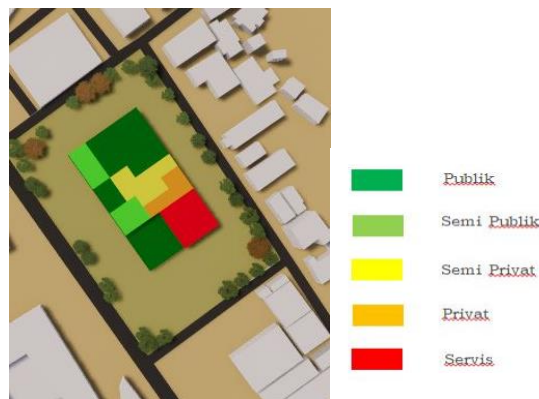 Publik
Semi Publik
Semi Privat
Privat
Servis